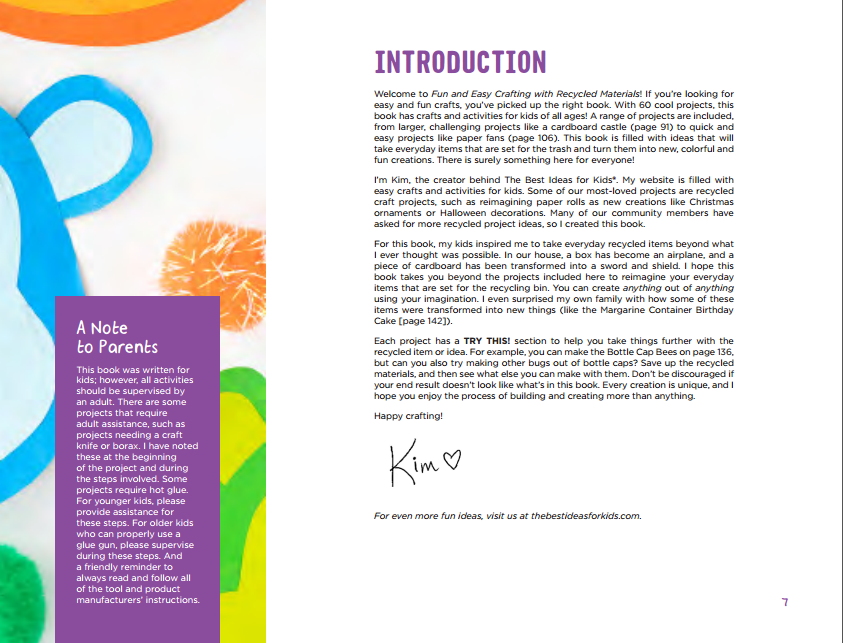 INTRODUCTION
Welcome to Fun and Easy Crafting with Recycled Materials! If you're looking for
easy and fun crafts, you've picked up the right book. With 60 cool projects, this
book has crafts and activities for kids of all ages! A range of projects are included,
from larger, challenging projects like a cardboard castle (page 91) to quick and
easy projects like paper fans (page 106). This book is filled with ideas that will
take everyday items that are set for the trash and turn them into new, colorful and
fun creations. There is surely something here for everyone!
I'm Kim, the creator behind The Best Ideas for Kids®. My website is filled with
easy crafts and activities for kids. Some of our most-loved projects are recycled
craft projects, such as reimagining paper rolls as new creations like Christmas
ornaments or Halloween decorations. Many of our community members have
asked for more recycled project ideas, so I created this book.
For this book, my kids inspired me to take everyday recycled items beyond what
I ever thought was possible. In our house, a box has become an airplane, and a
piece of cardboard has been transformed into a sword and shield. I hope this
book takes you beyond the projects included here to reimagine your everyday
items that are set for the recycling bin. You can create anything out of anything
using your imagination. I even surprised my own family with how some of these
items were transformed into new things (like the Margarine Container Birthday
Cake [page 142]).
Each project has a TRY THIS! section to help you take things further with the
recycled item or idea. For example, you can make the Bottle Cap Bees on page 136,
but can you also try making other bugs out of bottle caps? Save up the recycled
materials, and then see what else you can make with them. Don't be discouraged if
your end result doesn't look like what's in this book. Every creation is unique, and I
hope you enjoy the process of building and creating more than anything.
Happy crafting!
Kim ♡
For even more fun ideas, visit us at thebestideasforkids.com.
A Note
to Parents
This book was written for
kids; however, all activities
should be supervised by
an adult. There are some
projects that require
adult assistance, such as
projects needing a craft
knife or borax. I have noted
these at the beginning
of the project and during
the steps involved. Some
projects require hot glue.
For younger kids, please
provide assistance for
these steps. For older kids
who can properly use a
glue gun, please supervise
during these steps. And
a friendly reminder to
always read and follow all
of the tool and product
manufacturers' instructions.
7